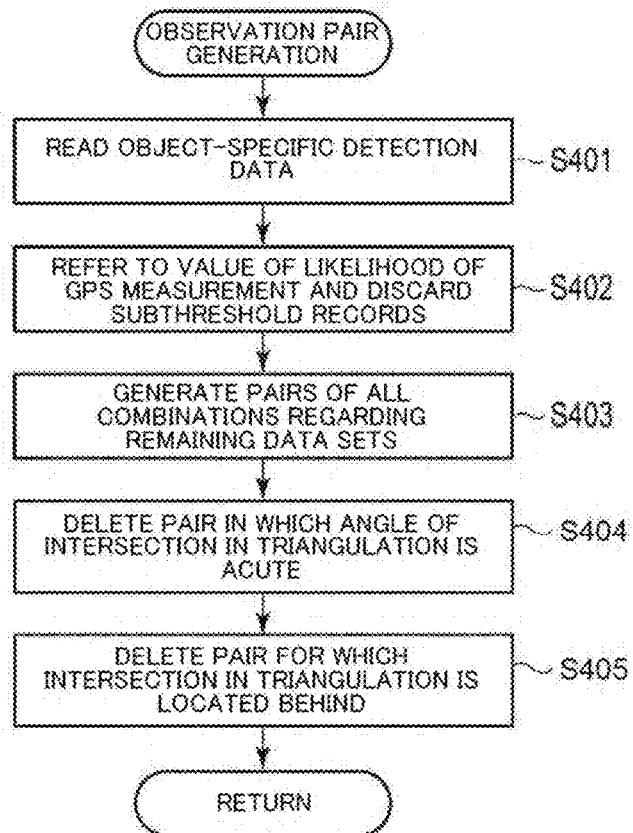 OBSERVATION PAIR
GENERATION
READ OBJECT-SPECIFIC DETECTION
DATA
S401
REFER TO VALUE OF LIKELIHOOD OF
GPS MEASUREMENT AND DISCARD
SUBTHRESHOLD RECORDS
S402
GENERATE PAIRS OF ALL
COMBINATIONS REGARDING
REMAINING DATA SETS
S403
DELETE PAIR IN WHICH ANGLE OF
INTERSECTION IN TRIANGULATION IS
ACUTE
S404
DELETE PAIR FOR WHICH
INTERSECTION IN TRIANGULATION IS
LOCATED BEHIND
S405
RETURN